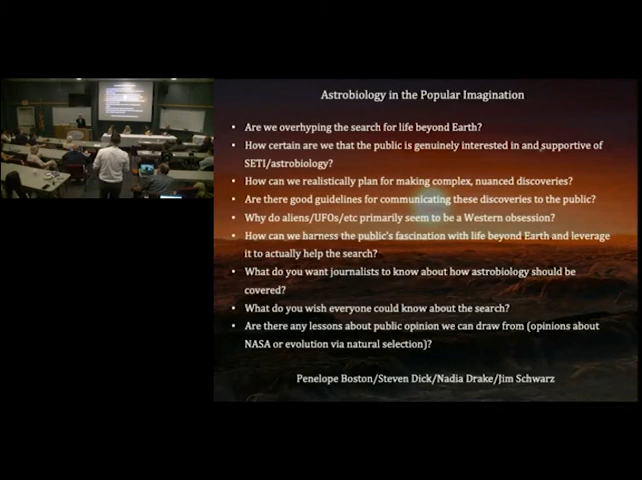 Astrobiology in the Popular Imagination
• Are we overhyping the search for life beyond Earth?
• How certain are we that the public is genuinely interested in and supportive of
SETI/astrobiology?
• How can we realistically plan for making complex, nuanced discoveries?
• Are there good guidelines for communicating these discoveries to the public?
• Why do aliens/UFOs/etc primarily seem to be a Western obsession?
• How can we harness the public's fascination with life beyond Earth and leverage
it to actually help the search?
• What do you want journalists to know about how astrobiology should be
covered?
• What do you wish everyone could know about the search?
• Are there any lessons about public opinion we can draw from (opinions about
NASA or evolution via natural selection)?
Penelope Boston/Steven Dick/Nadia Drake/Jim Schwarz